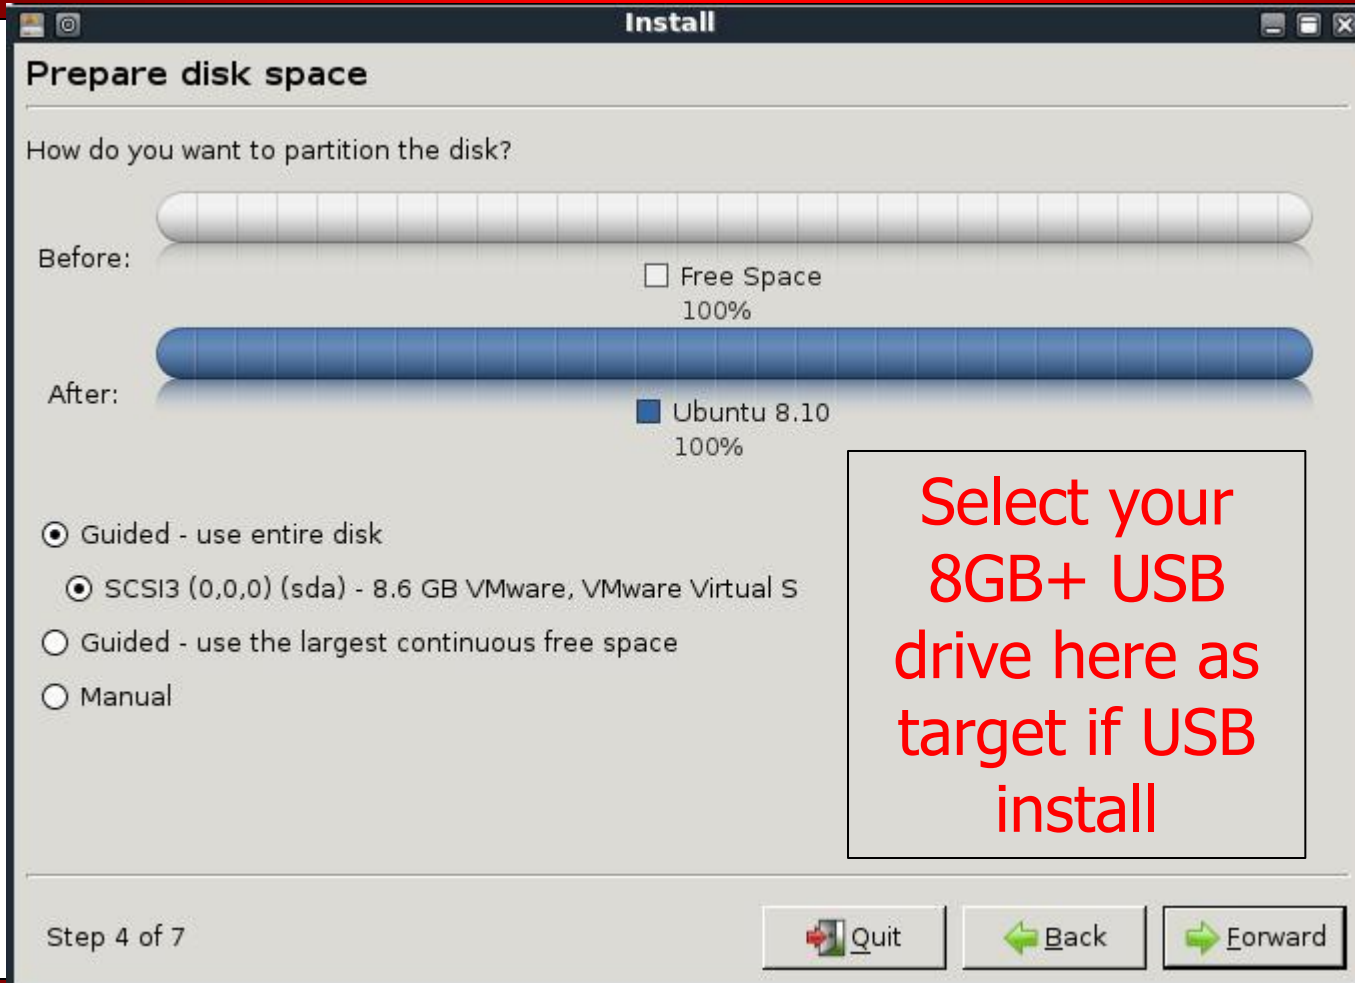 Install
Prepare disk space
How do you want to partition the disk?
Before:
Free Space
100%
After:
Ubuntu 8.10
100%
Guided - use entire disk
SCSI3 (0,0,0) (sda) - 8.6 GB VMware, VMware Virtual S
Guided - use the largest continuous free space
Manual
Select your
8GB+ USB
drive here as
target if USB
install
Step 4 of 7
Quit
Back
Forward